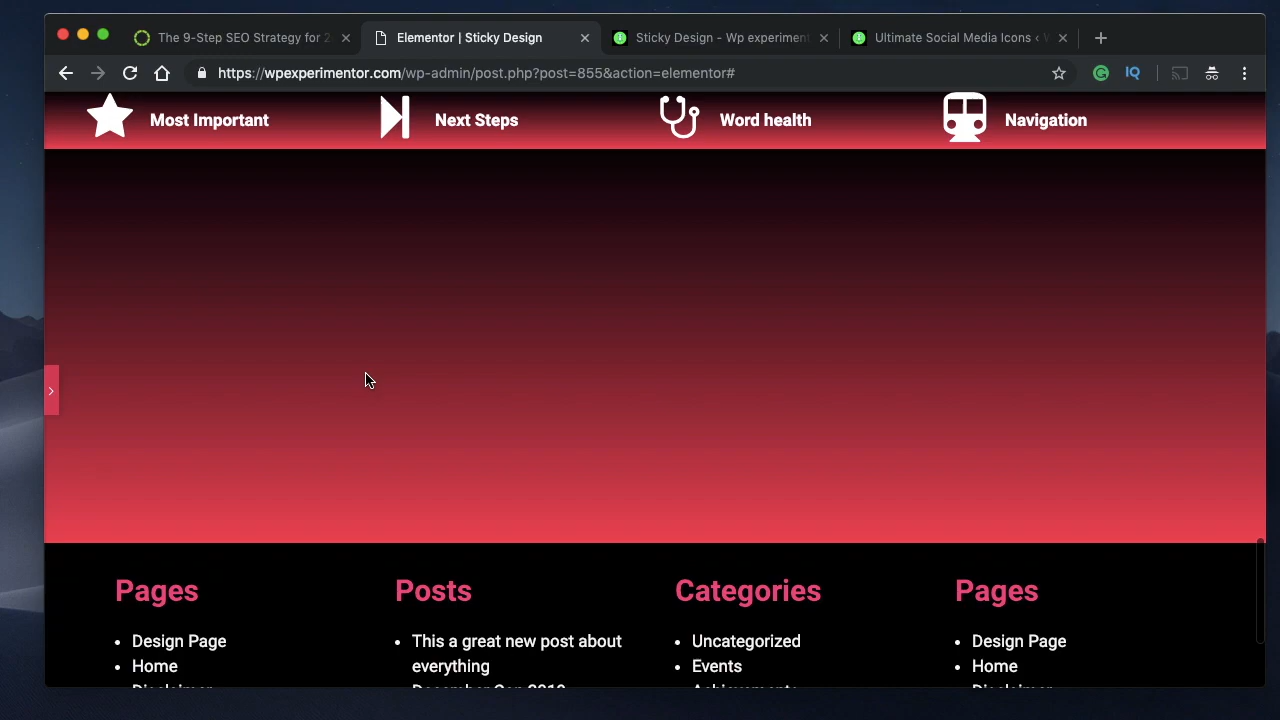 The 9-Step SEO Strategy for 2
Elementor | Sticky Design
Sticky Design - Wp experiment
Ultimate Social Media Icons ‹ W
https://wpexperimentor.com/wp-admin/post.php?post=855&action=elementor#
IQ
Most Important
Next Steps
Word health
Navigation
Pages
Posts
Categories
Pages
• Design Page
• Home
• Disclaimer
• This a great new post about
everything
• Uncategorized
• Events
• Achievements
• Design Page
• Home
• Disclaimer